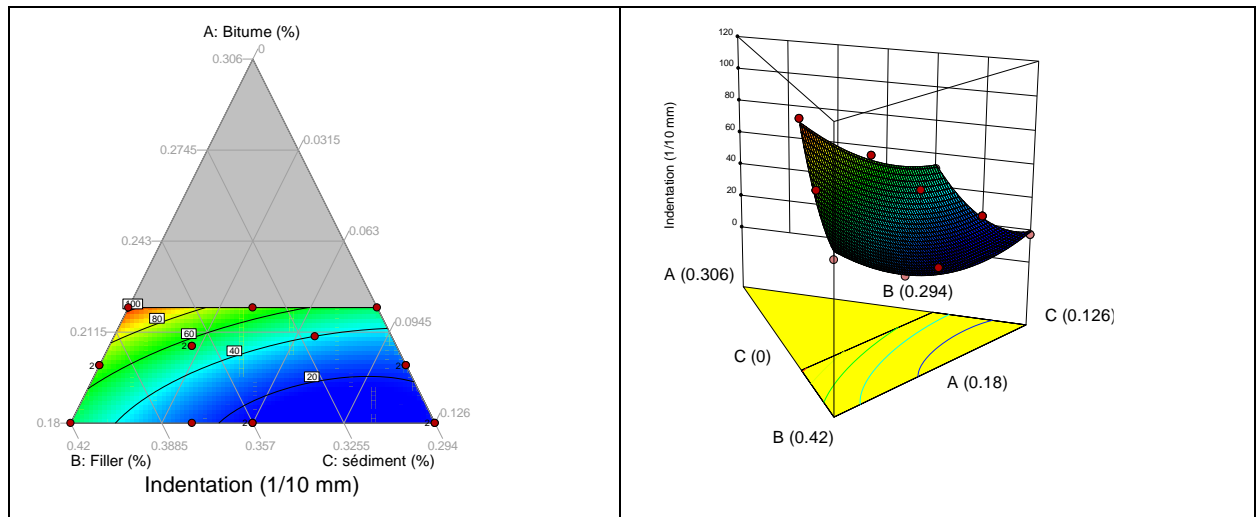 A: Bitume (%)
0
0.306
0.0315
0.2745
0.063
0.243
100
80
0.0945
0.2115
60
2
40
2
2
20
0.126
0.18
2
2
0.42
0.3885
0.357
0.3255
0.294
B: Filler (%)
C: sédiment (%)
Indentation (1/10 mm)
120
100
80
60
40
20
0
Indentation (1/10 mm)
A (0.306)
B (0.294)
C (0.126)
C (0)
A (0.18)
B (0.42)